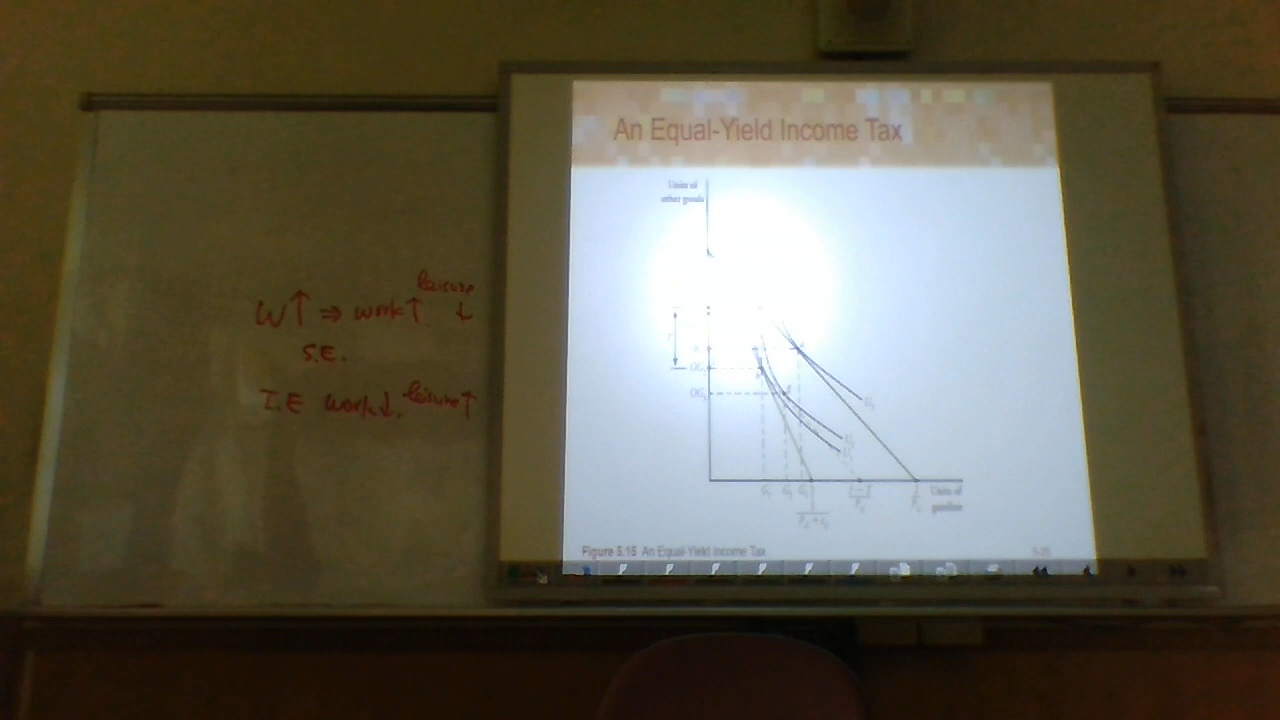 leisure
W↑ ⇒ work↑ ↓
S.E.
I.E work↓, leisure↑
An Equal-Yield Income Tax
Units of
other goods
Units of
gasoline
Figure 5.15 An Equal-Yield Income Tax